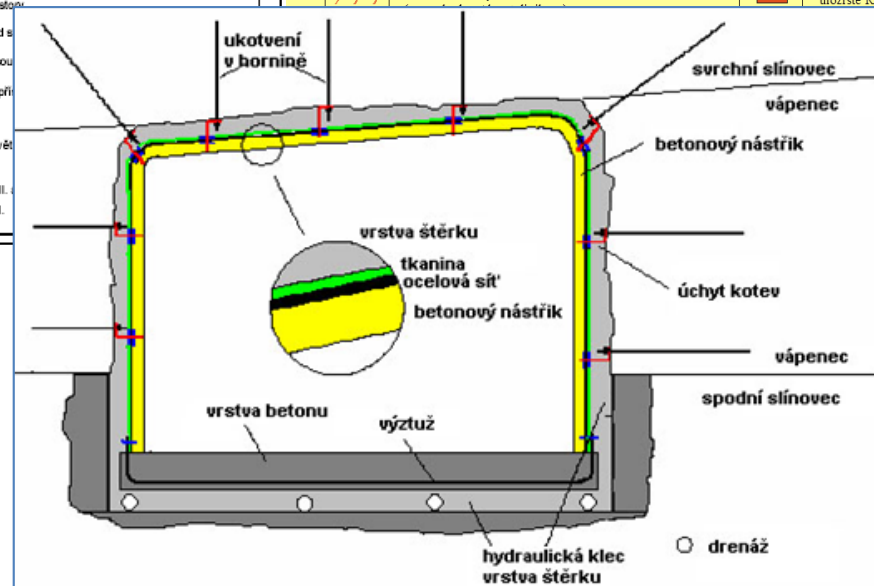 ukotvení
v hornině
svrchní slínovec
vápenec
betonový nástřik
vrstva štěrku
tkanina
ocelová síť
betonový nástřik
úchyt kotev
vápenec
spodní slínovec
vrstva betonu
výztuž
hydraulická klec
vrstva štěrku
drenáž